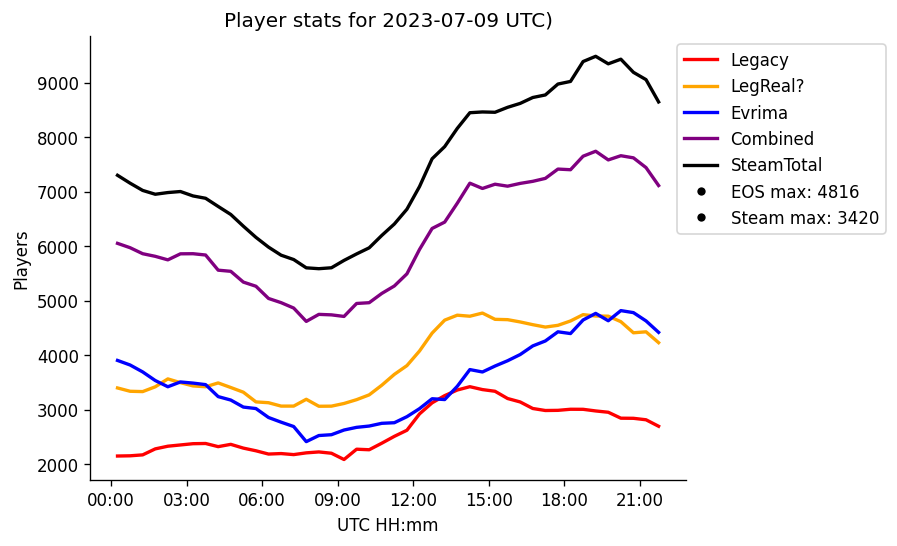 Player stats for 2023-07-09 UTC)
Legacy
LegReal?
Evrima
Combined
SteamTotal
EOS max: 4816
Steam max: 3420
Players
9000
8000
7000
6000
5000
4000
3000
2000
00:00 03:00 06:00 09:00 12:00 15:00 18:00 21:00
UTC HH:mm